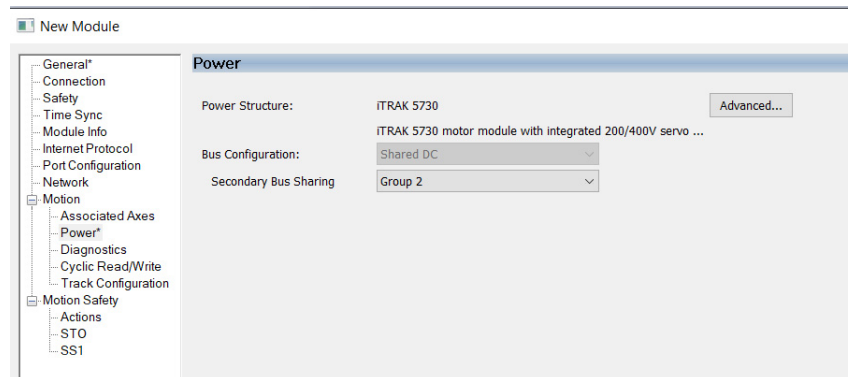 New Module
General*
Connection
Safety
Time Sync
Module Info
Internet Protocol
Port Configuration
Network
Motion
Associated Axes
Power*
Diagnostics
Cyclic Read/Write
Track Configuration
Motion Safety
Actions
STO
SS1
Power
Power Structure: iTRAK 5730 Advanced...
iTRAK 5730 motor module with integrated 200/400V servo ...
Bus Configuration: Shared DC
Secondary Bus Sharing Group 2